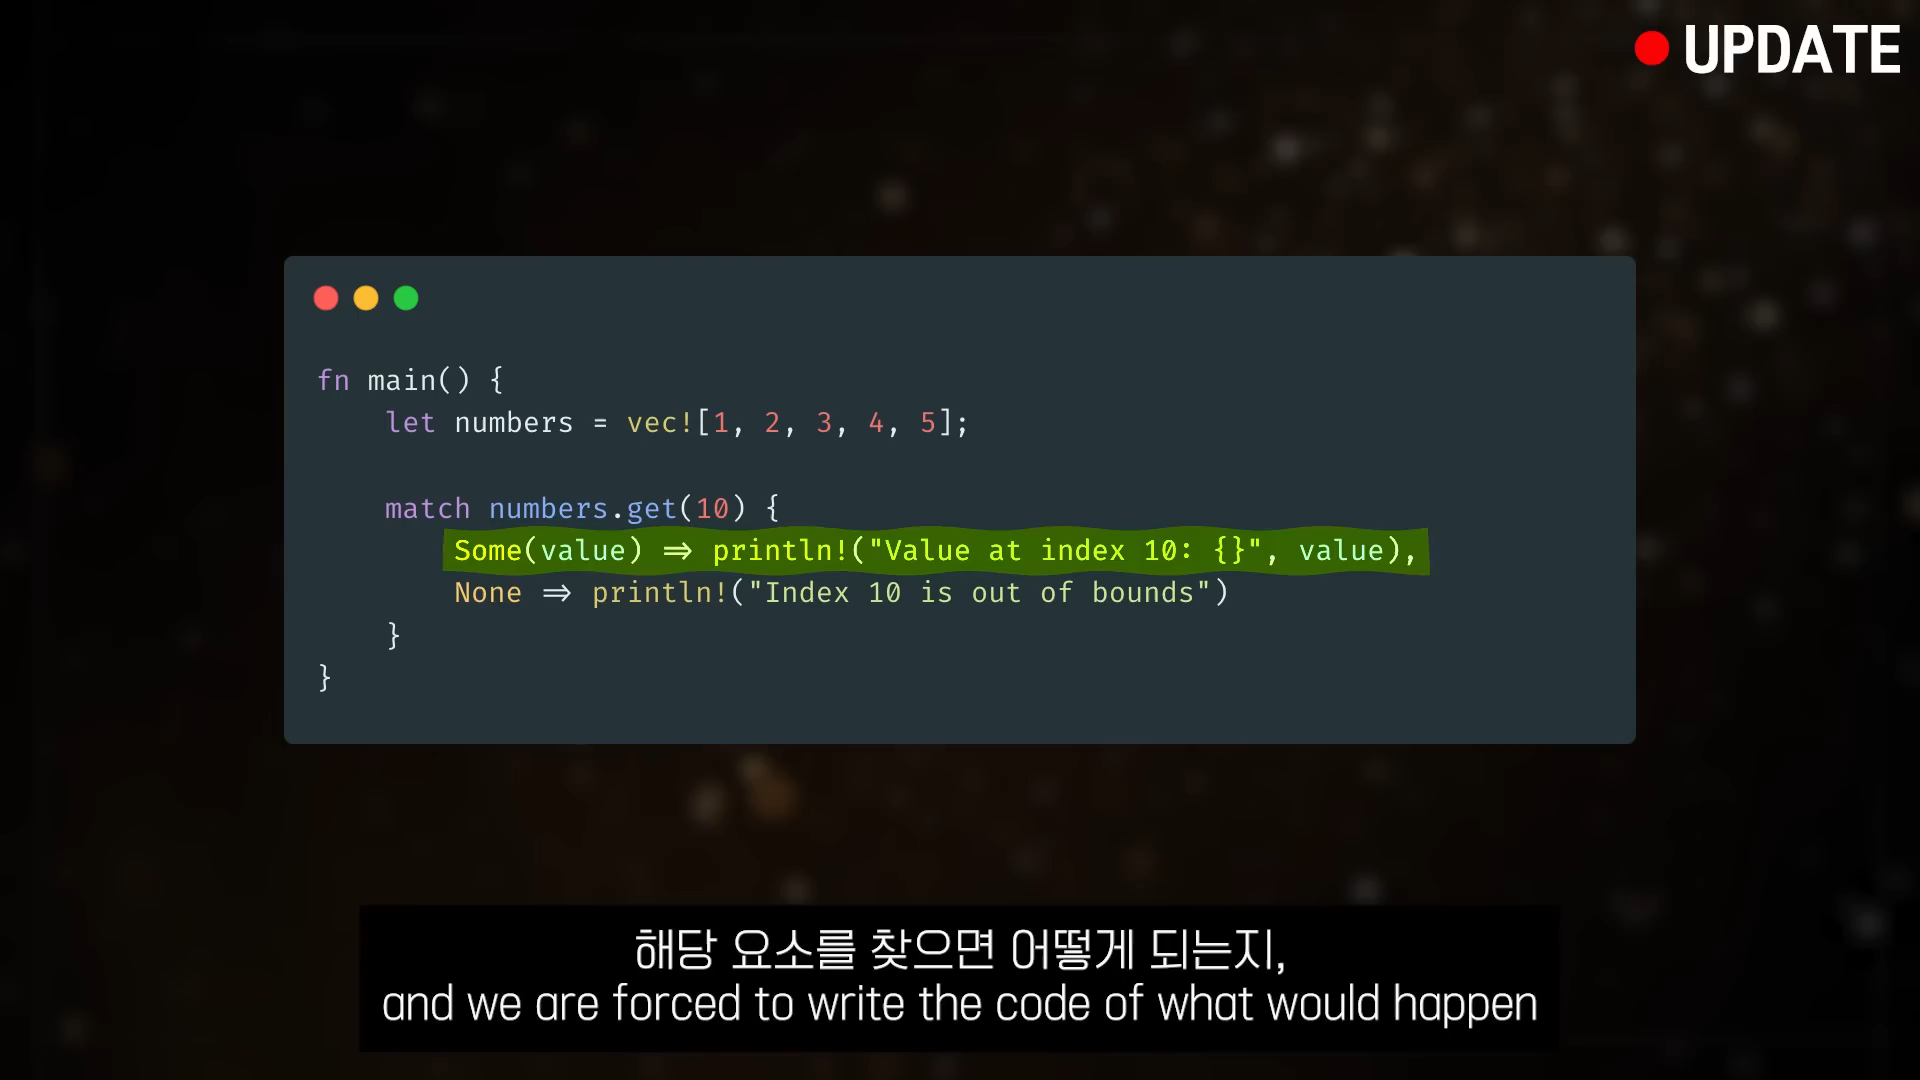 UPDATE
fn main() {
    let numbers = vec![1, 2, 3, 4, 5];
    match numbers.get(10) {
        Some(value) => println!("Value at index 10: {}", value),
        None => println!("Index 10 is out of bounds")
    }
}
해당 요소를 찾으면 어떻게 되는지,
and we are forced to write the code of what would happen